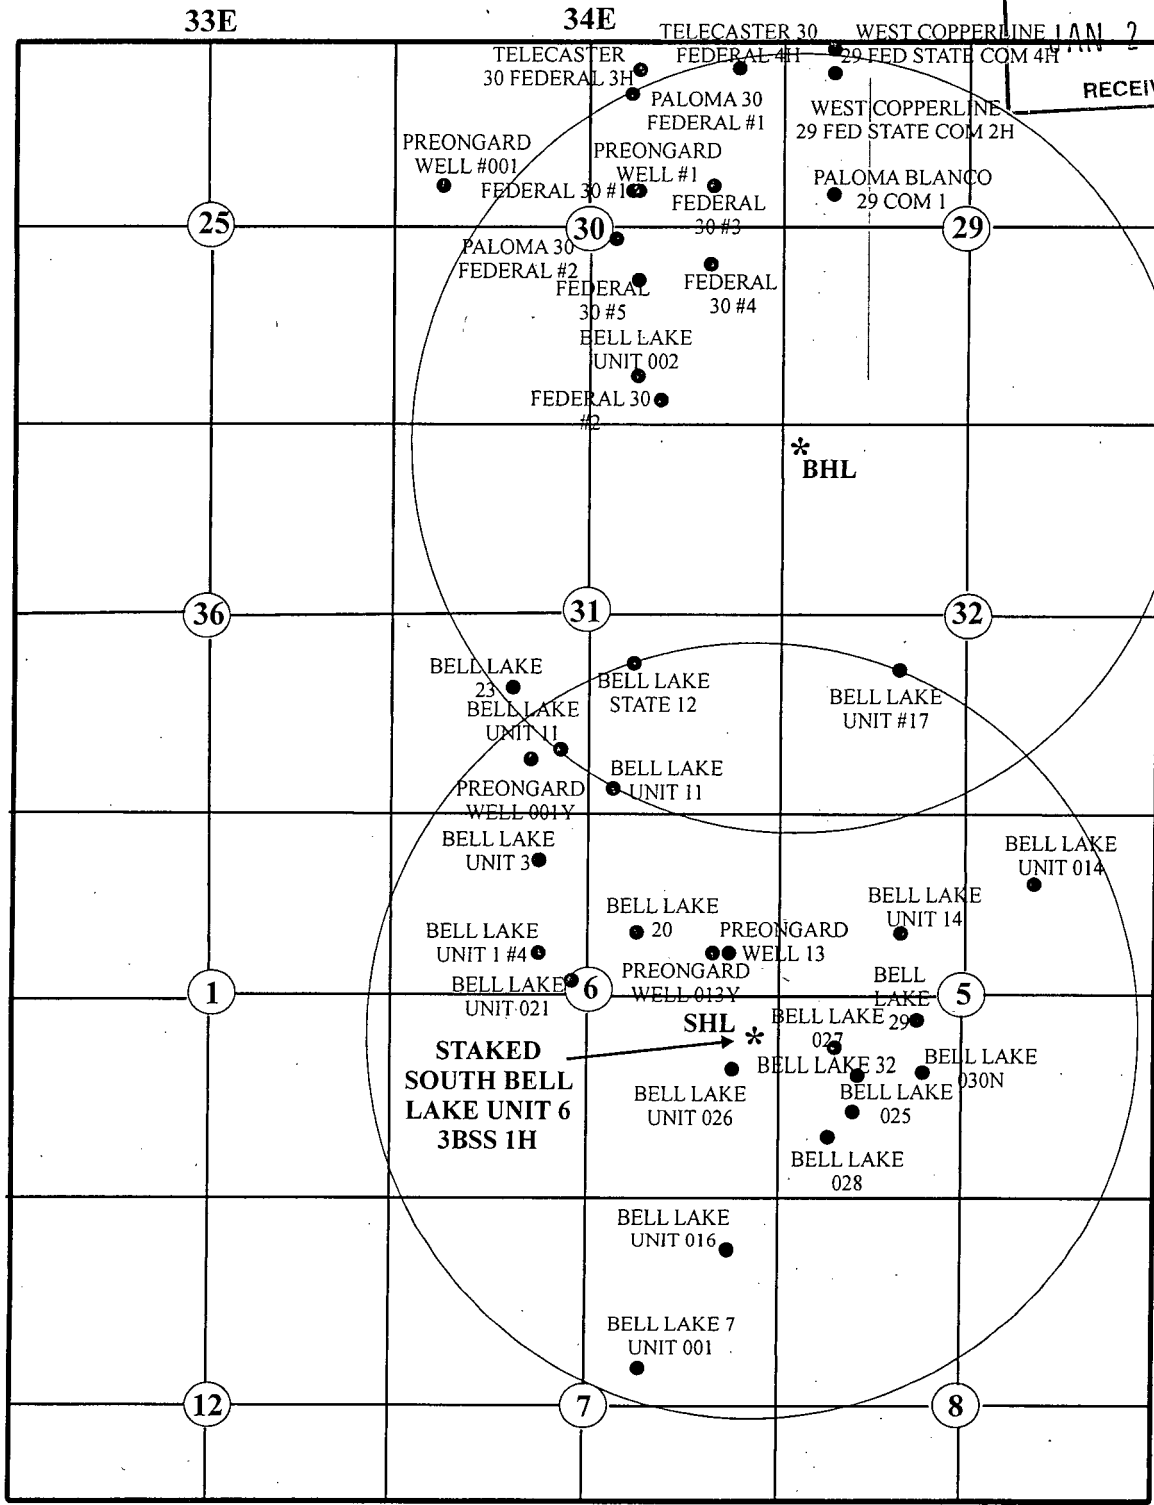 33E
34E
JAN 2
RECEIV
TELECASTER 30
FEDERAL 4H
WEST COPPERLINE
29 FED STATE COM 4H
TELECASTER
30 FEDERAL 3H
PALOMA 30
FEDERAL #1
WEST COPPERLINE
29 FED STATE COM 2H
PREONGARD
WELL #001
PREONGARD
WELL #1
FEDERAL 30 #1
FEDERAL
30 #3
PALOMA BLANCO
29 COM 1
25
30
29
PALOMA 30
FEDERAL #2
FEDERAL
30 #5
FEDERAL
30 #4
BELL LAKE
UNIT 002
FEDERAL 30
#2
*
BHL
36
31
32
BELL LAKE
23
BELL LAKE
STATE 12
BELL LAKE
UNIT #17
BELL LAKE
UNIT 11
BELL LAKE
UNIT 11
PREONGARD
WELL 001Y
BELL LAKE
UNIT 3
BELL LAKE
UNIT 014
BELL LAKE
UNIT 14
BELL LAKE
20
PREONGARD
WELL 13
BELL LAKE
UNIT 1 #4
PREONGARD
WELL 013Y
BELL LAKE
UNIT 021
BELL
LAKE
29
1
6
5
SHL
*
BELL LAKE
027
STAKED
SOUTH BELL
LAKE UNIT 6
3BSS 1H
BELL LAKE 32
BELL LAKE
030N
BELL LAKE
UNIT 026
BELL LAKE
025
BELL LAKE
028
BELL LAKE
UNIT 016
BELL LAKE 7
UNIT 001
12
7
8